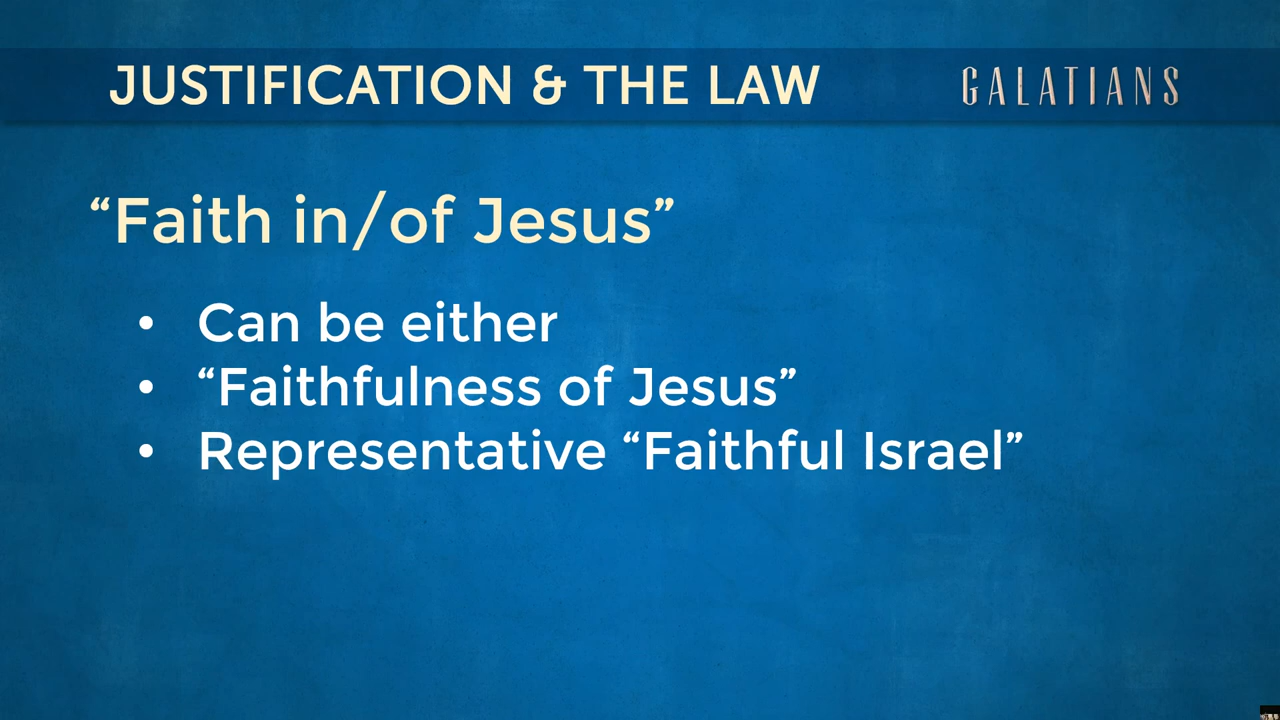 JUSTIFICATION & THE LAW
GALATIANS
“Faith in/of Jesus”
• Can be either
• “Faithfulness of Jesus”
• Representative “Faithful Israel”